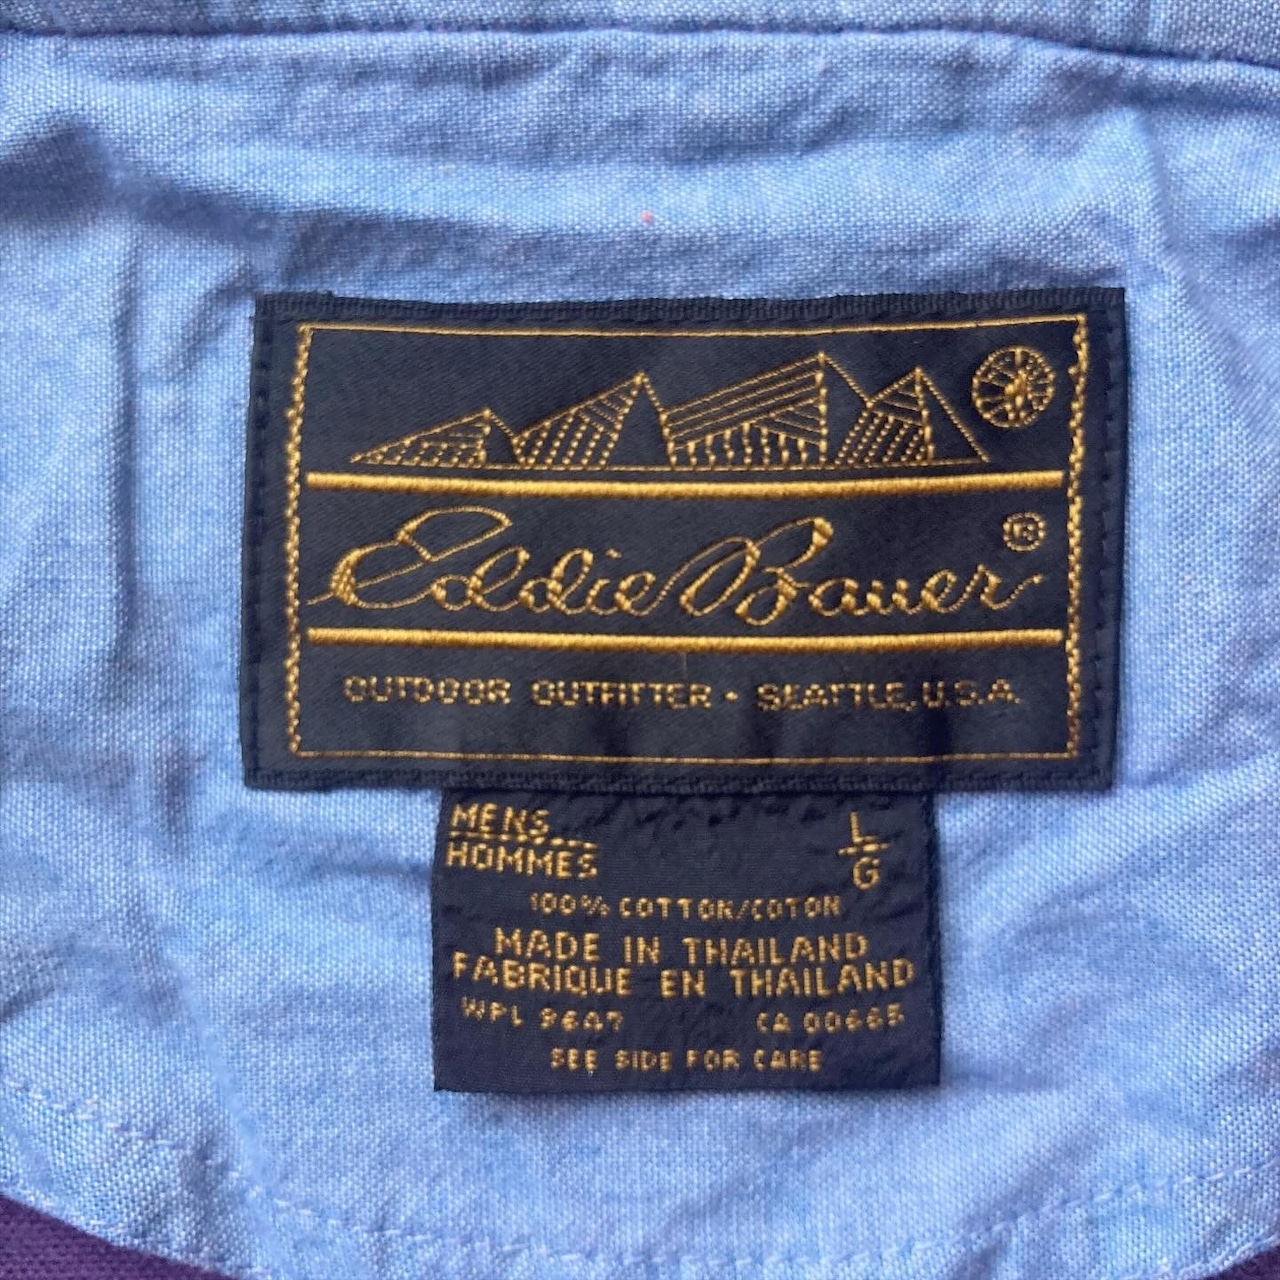 Eddie Bauer®
OUTDOOR OUTFITTER • SEATTLE, U.S.A.
MENS L
HOMMES G
100% COTTON/COTON
MADE IN THAILAND
FABRIQUE EN THAILAND
WPL 9647 CA 00665
SEE SIDE FOR CARE